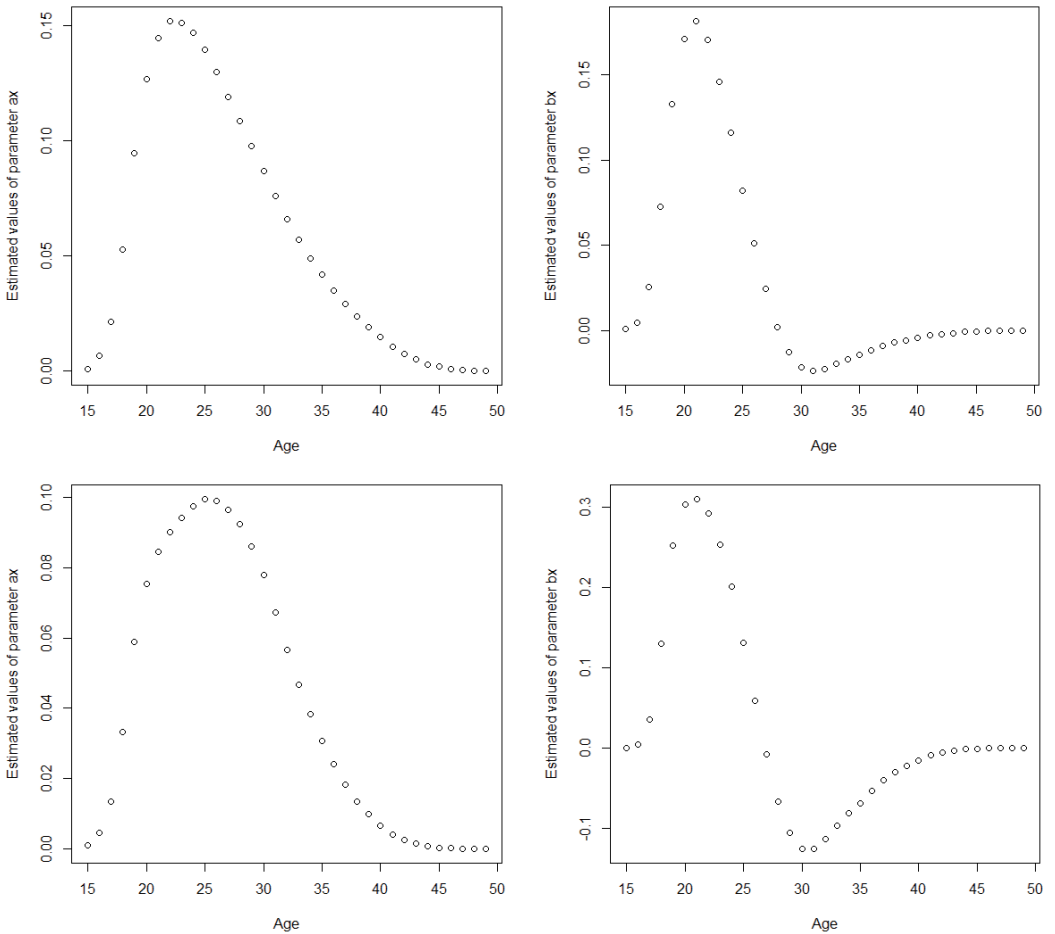 Estimated values of parameter ax
0.15
0.10
0.05
0.00
15 20 25 30 35 40 45 50
Age
Estimated values of parameter bx
0.15
0.10
0.05
0.00
15 20 25 30 35 40 45 50
Age
Estimated values of parameter ax
0.10
0.08
0.06
0.04
0.02
0.00
15 20 25 30 35 40 45 50
Age
Estimated values of parameter bx
0.3
0.2
0.1
0.0
-0.1
15 20 25 30 35 40 45 50
Age